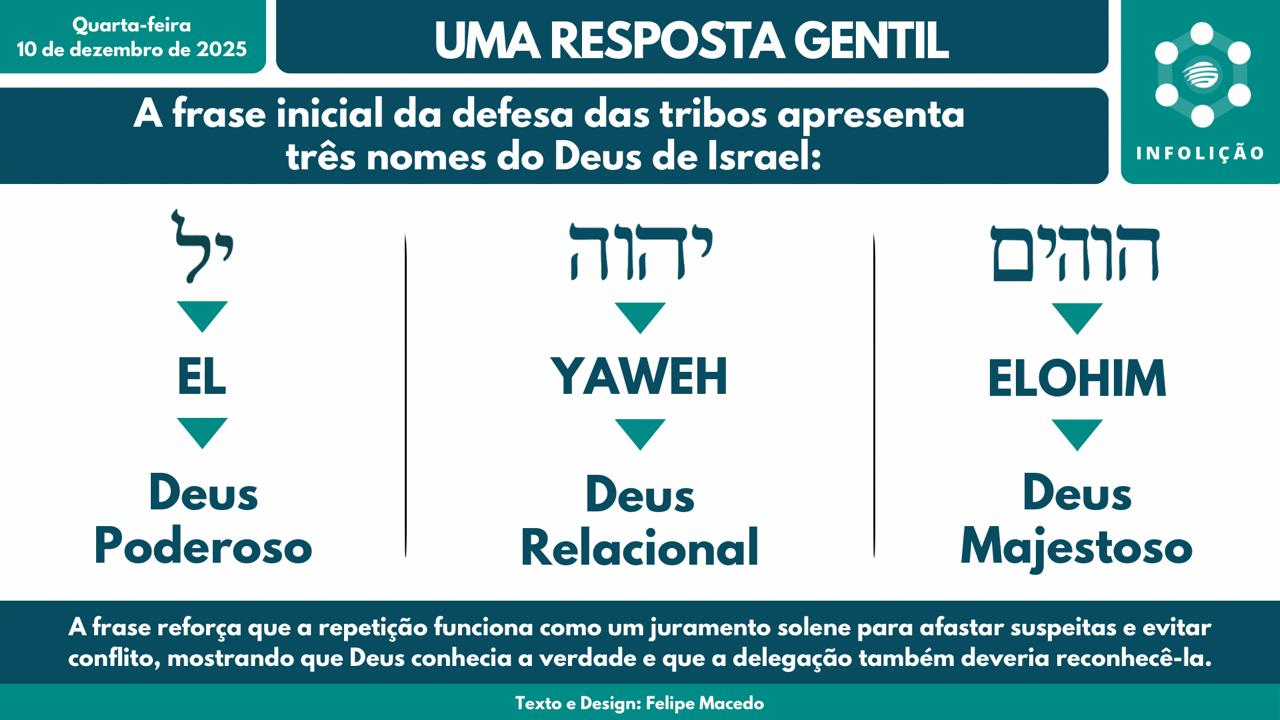 Quarta-feira
10 de dezembro de 2025
UMA RESPOSTA GENTIL
INFOLIÇÃO
A frase inicial da defesa das tribos apresenta
três nomes do Deus de Israel:
יל
EL
Deus
Poderoso
יהוה
YAWEH
Deus
Relacional
הוהים
ELOHIM
Deus
Majestoso
A frase reforça que a repetição funciona como um juramento solene para afastar suspeitas e evitar
conflito, mostrando que Deus conhecia a verdade e que a delegação também deveria reconhecê-la.
Texto e Design: Felipe Macedo